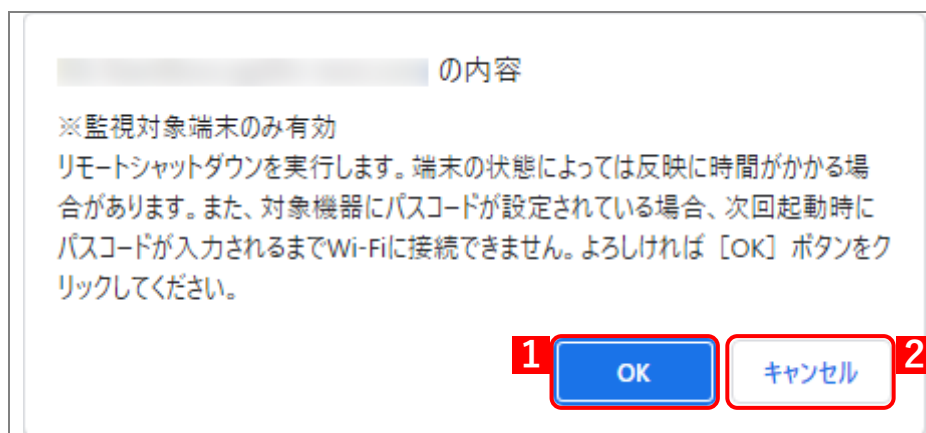 の内容
※監視対象端末のみ有効
リモートシャットダウンを実行します。端末の状態によっては反映に時間がかかる場
合があります。また、対象機器にパスコードが設定されている場合、次回起動時に
パスコードが入力されるまでWi-Fiに接続できません。よろしければ［OK］ボタンをク
リックしてください。
1 OK キャンセル 2